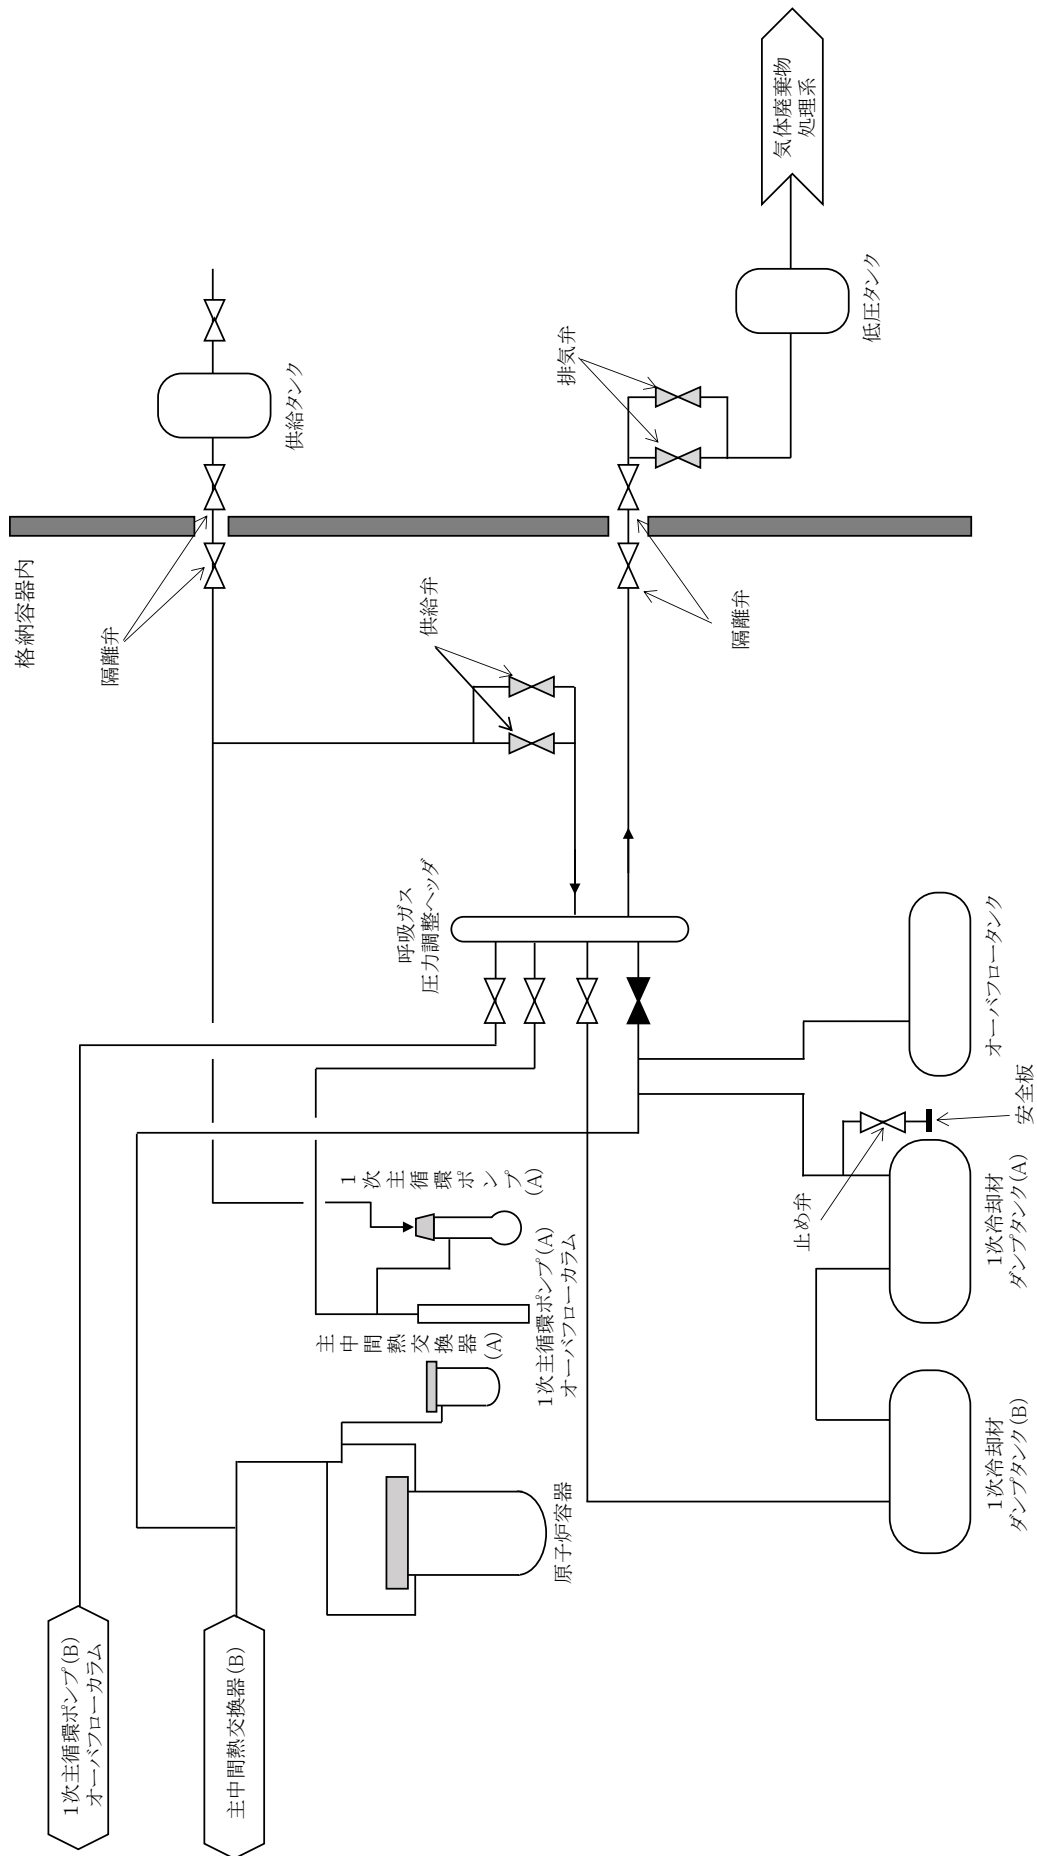 1次主循環ポンプ(B)
オーバフローカラム
主中間熱交換器(B)
原子炉容器
主中間熱交換器(A)
1次主循環ポンプ(A)
オーバフローカラム
1次主循環ポンプ(A)
1次冷却材
ダンプタンク(B)
1次冷却材
ダンプタンク(A)
止め弁
安全板
オーバフロータンク
呼吸ガス
圧力調整ヘッダ
格納容器内
隔離弁
供給弁
隔離弁
供給タンク
排気弁
低圧タンク
気体廃棄物
処理系